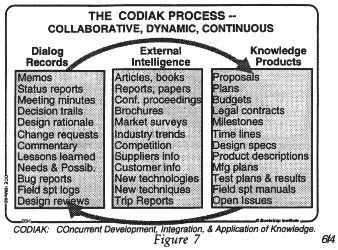 THE CODIAK PROCESS --
COLLABORATIVE, DYNAMIC, CONTINUOUS
Dialog
Records
Memos
Status reports
Meeting minutes
Decision trails
Design rationale
Change requests
Commentary
Lessons learned
Needs & Possib.
Bug reports
Field spt logs
Design reviews
External
Intelligence
Articles, books
Reports, papers
Conf. proceedings
Brochures
Market surveys
Industry trends
Competition
Suppliers info
Customer info
New technologies
New techniques
Trip Reports
Knowledge
Products
Proposals
Plans
Budgets
Legal contracts
Milestones
Time lines
Design specs
Product descriptions
Mfg plans
Test plans & results
Field spt manuals
Open Issues
© Bootstrap Institute
CODIAK: COncurrent Development, Integration, & Application of Knowledge.
Figure 7